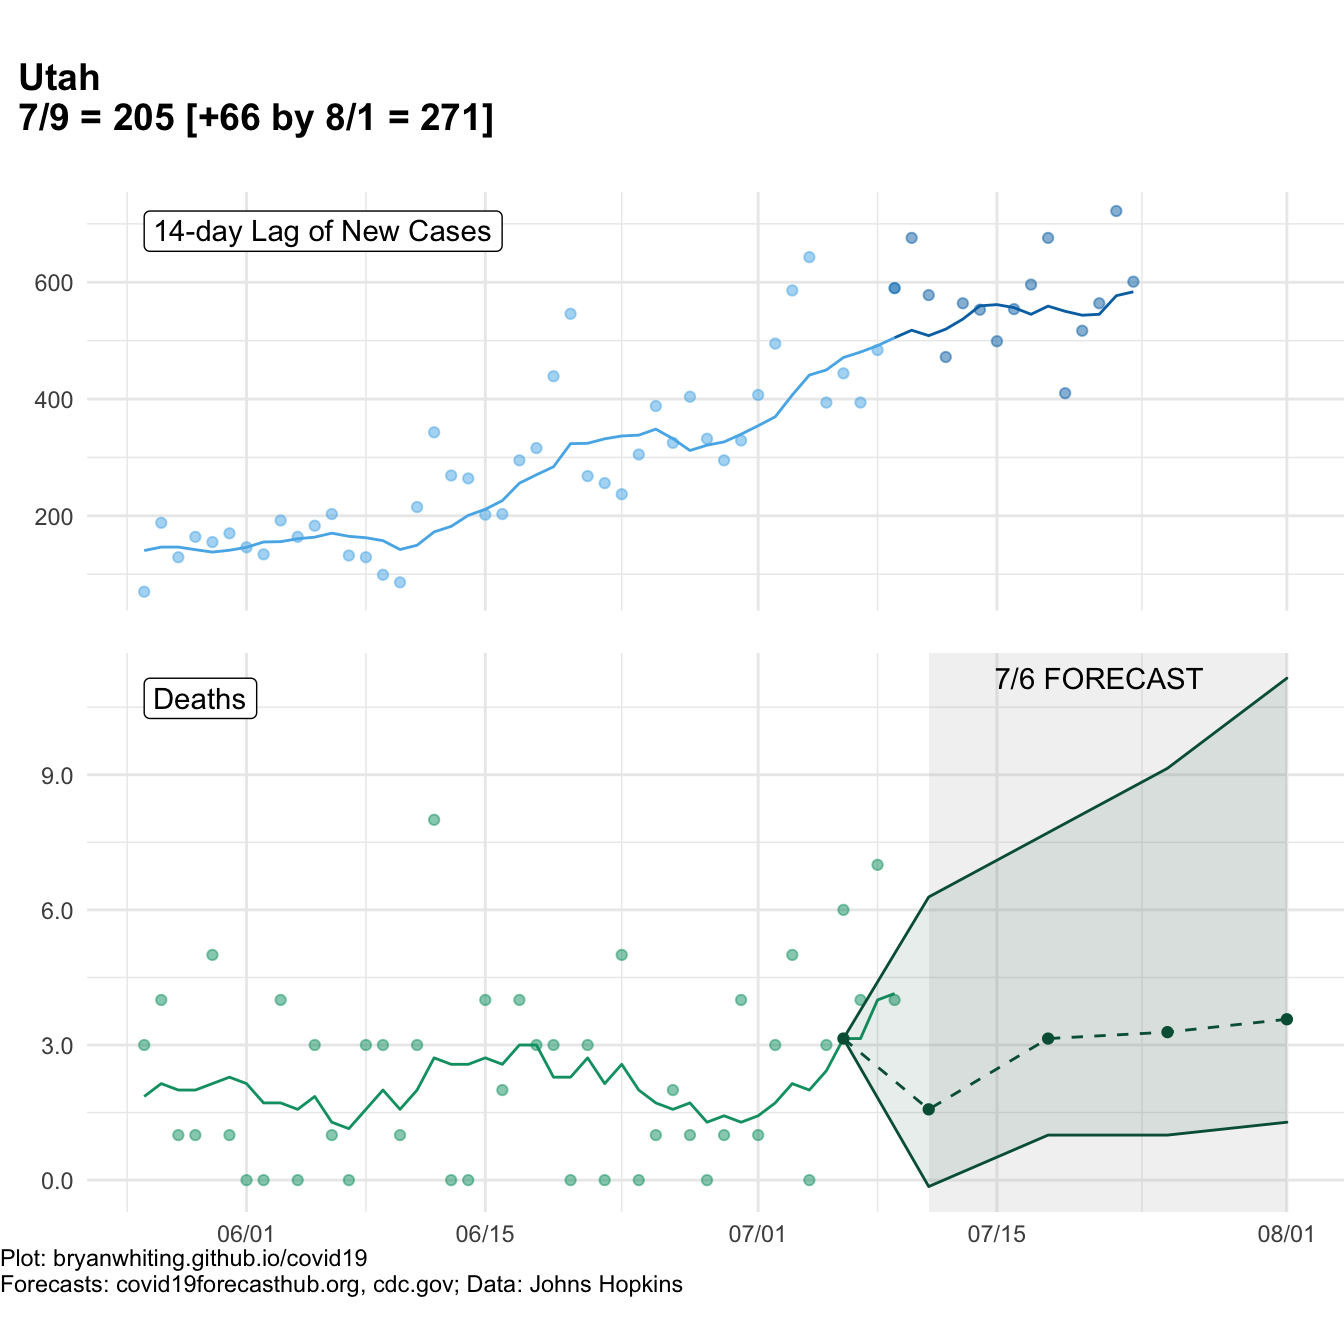 Utah
7/9 = 205 [+66 by 8/1 = 271]
14-day Lag of New Cases
600
400
200
7/6 FORECAST
Deaths
9.0
6.0
3.0
0.0
06/01 06/15 07/01 07/15 08/01
Plot: bryanwhiting.github.io/covid19
Forecasts: covid19forecasthub.org, cdc.gov; Data: Johns Hopkins